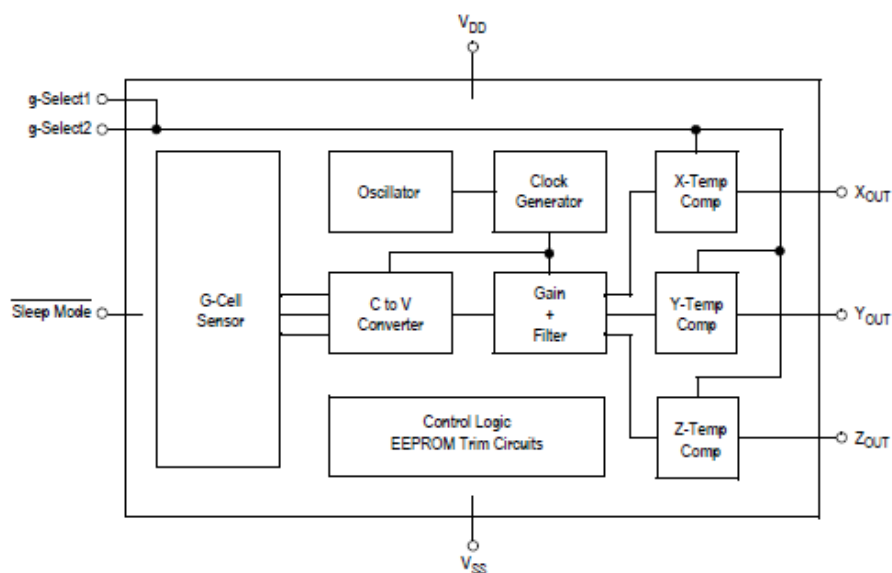 VDD
g-Select1
g-Select2
Oscillator
Clock
Generator
X-Temp
Comp
XOUT
Sleep Mode
G-Cell
Sensor
C to V
Converter
Gain
+
Filter
Y-Temp
Comp
YOUT
Control Logic
EEPROM Trim Circuits
Z-Temp
Comp
ZOUT
VSS